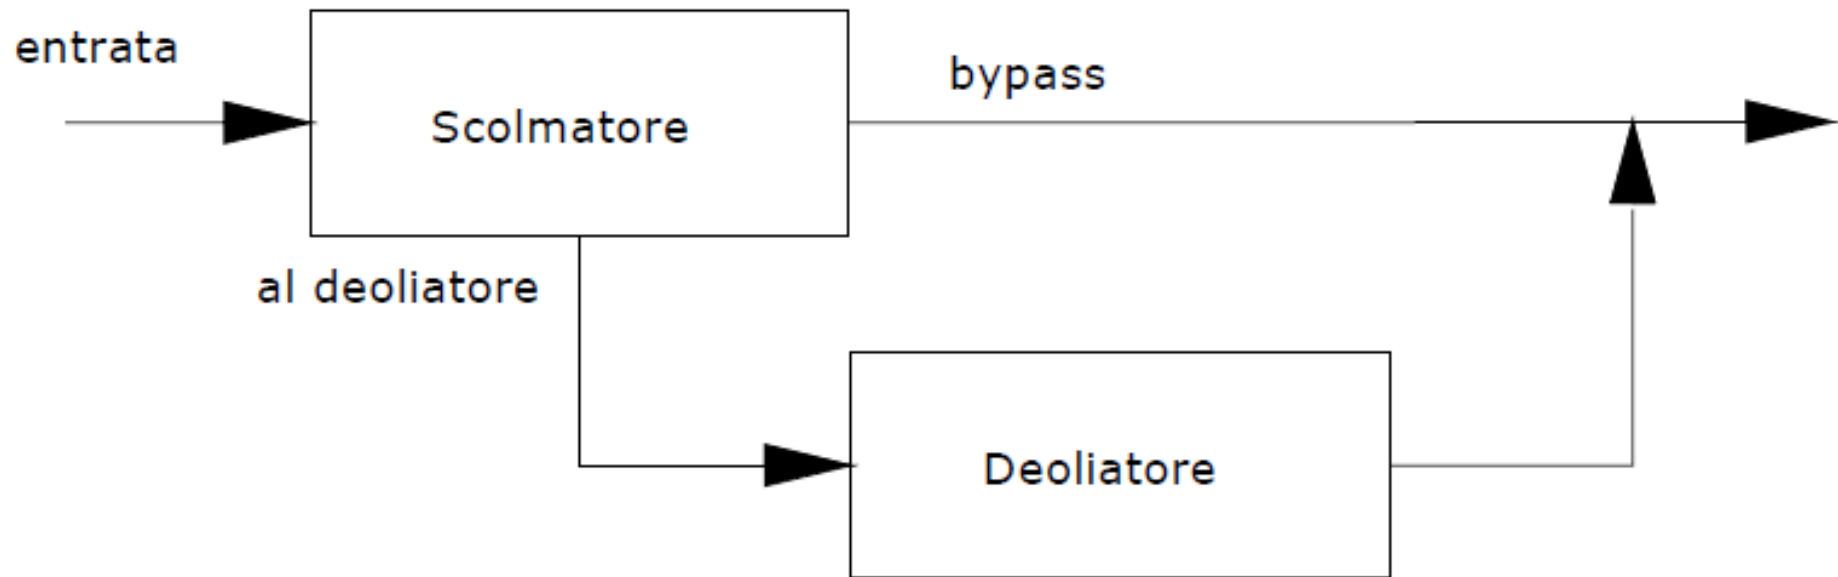 entrata
bypass
Scolmatore
al deoliatore
Deoliatore